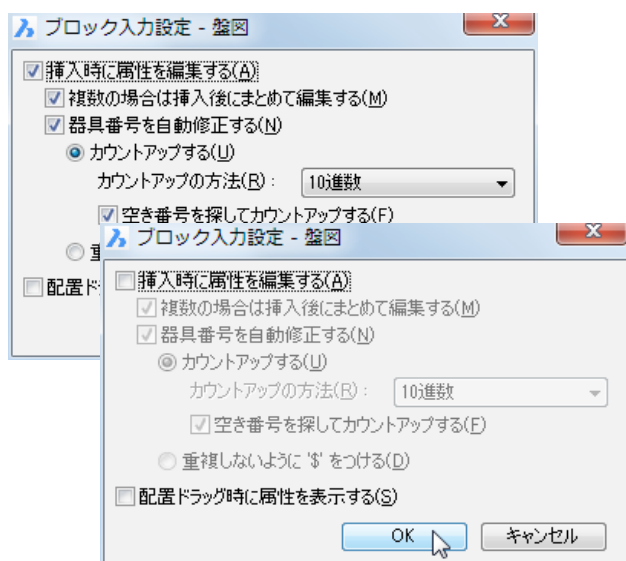 ブロック入力設定 - 盤図
挿入時に属性を編集する(A)
複数の場合は挿入後にまとめて編集する(M)
器具番号を自動修正する(N)
カウントアップする(U)
カウントアップの方法(R)： 10進数
空き番号を探してカウントアップする(F)
重
配置ド
ブロック入力設定 - 盤図
挿入時に属性を編集する(A)
複数の場合は挿入後にまとめて編集する(M)
器具番号を自動修正する(N)
カウントアップする(U)
カウントアップの方法(R)： 10進数
空き番号を探してカウントアップする(F)
重複しないように '$' をつける(D)
配置ドラッグ時に属性を表示する(S)
OK キャンセル